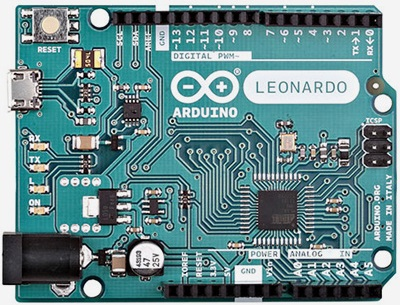 RESET
SCL
SDA
AREF
GND
~13
12
~11
~10
~9
8
7
~6
~5
4
~3
2
TX→1
RX←0
DIGITAL PWM~
ARDUINO
LEONARDO
ICSP
RX
TX
L
ON
ARDUINO.ORG
MADE IN ITALY
47
25V
IOREF
RESET
3.3V
5V
GND
Vin
POWER
ANALOG IN
A0
A1
A2
A3
A4
A5